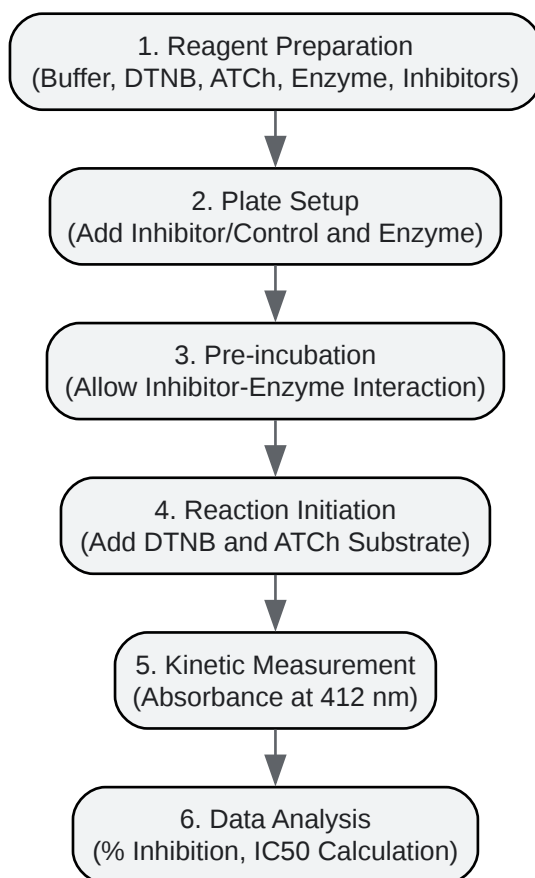 1. Reagent Preparation
(Buffer, DTNB, ATCh, Enzyme, Inhibitors)
2. Plate Setup
(Add Inhibitor/Control and Enzyme)
3. Pre-incubation
(Allow Inhibitor-Enzyme Interaction)
4. Reaction Initiation
(Add DTNB and ATCh Substrate)
5. Kinetic Measurement
(Absorbance at 412 nm)
6. Data Analysis
(% Inhibition, IC50 Calculation)